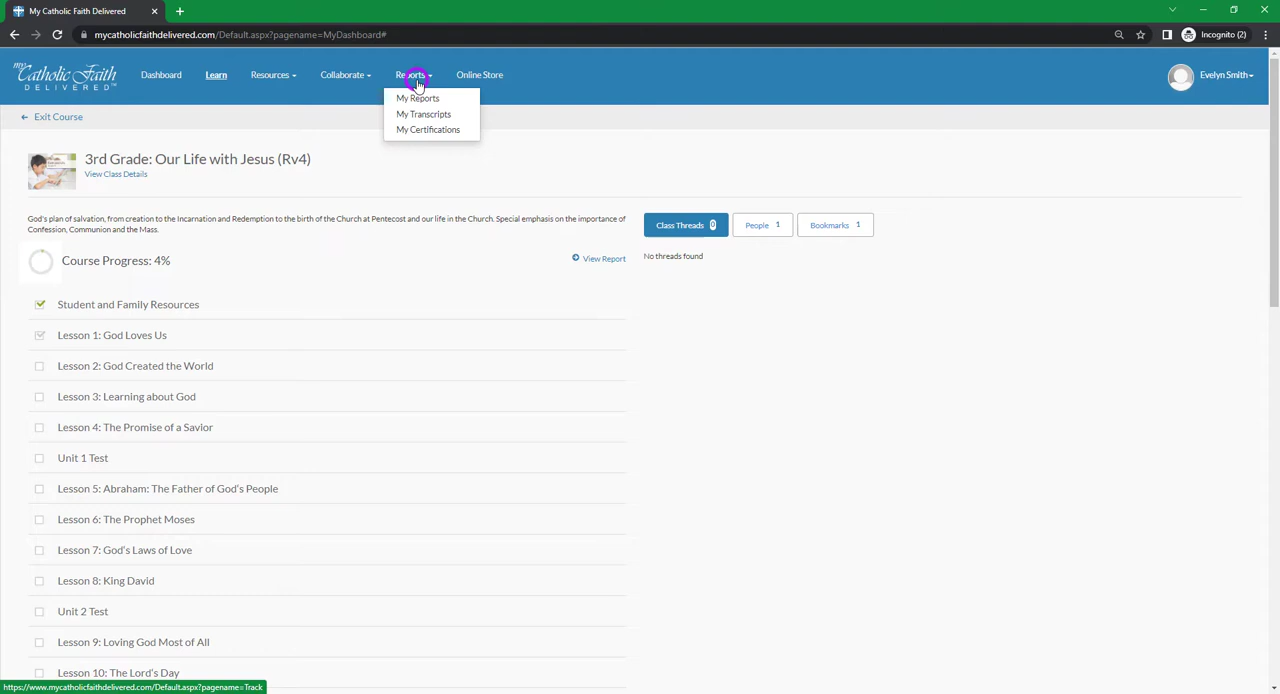 My Catholic Faith Delivered
Incognito (2)
mycatholicfaithdelivered.com/Default.aspx?pagename=MyDashboard#
my Catholic Faith DELIVERED™
Dashboard Learn Resources Collaborate Reports Online Store Evelyn Smith
My Reports
My Transcripts
My Certifications
Exit Course
3rd Grade: Our Life with Jesus (Rv4)
View Class Details
God's plan of salvation, from creation to the Incarnation and Redemption to the birth of the Church at Pentecost and our life in the Church. Special emphasis on the importance of
Confession, Communion and the Mass.
Class Threads 0 People 1 Bookmarks 1
No threads found
Course Progress: 4% View Report
Student and Family Resources
Lesson 1: God Loves Us
Lesson 2: God Created the World
Lesson 3: Learning about God
Lesson 4: The Promise of a Savior
Unit 1 Test
Lesson 5: Abraham: The Father of God's People
Lesson 6: The Prophet Moses
Lesson 7: God's Laws of Love
Lesson 8: King David
Unit 2 Test
Lesson 9: Loving God Most of All
Lesson 10: The Lord's Day
https://www.mycatholicfaithdelivered.com/Default.aspx?pagename=Track